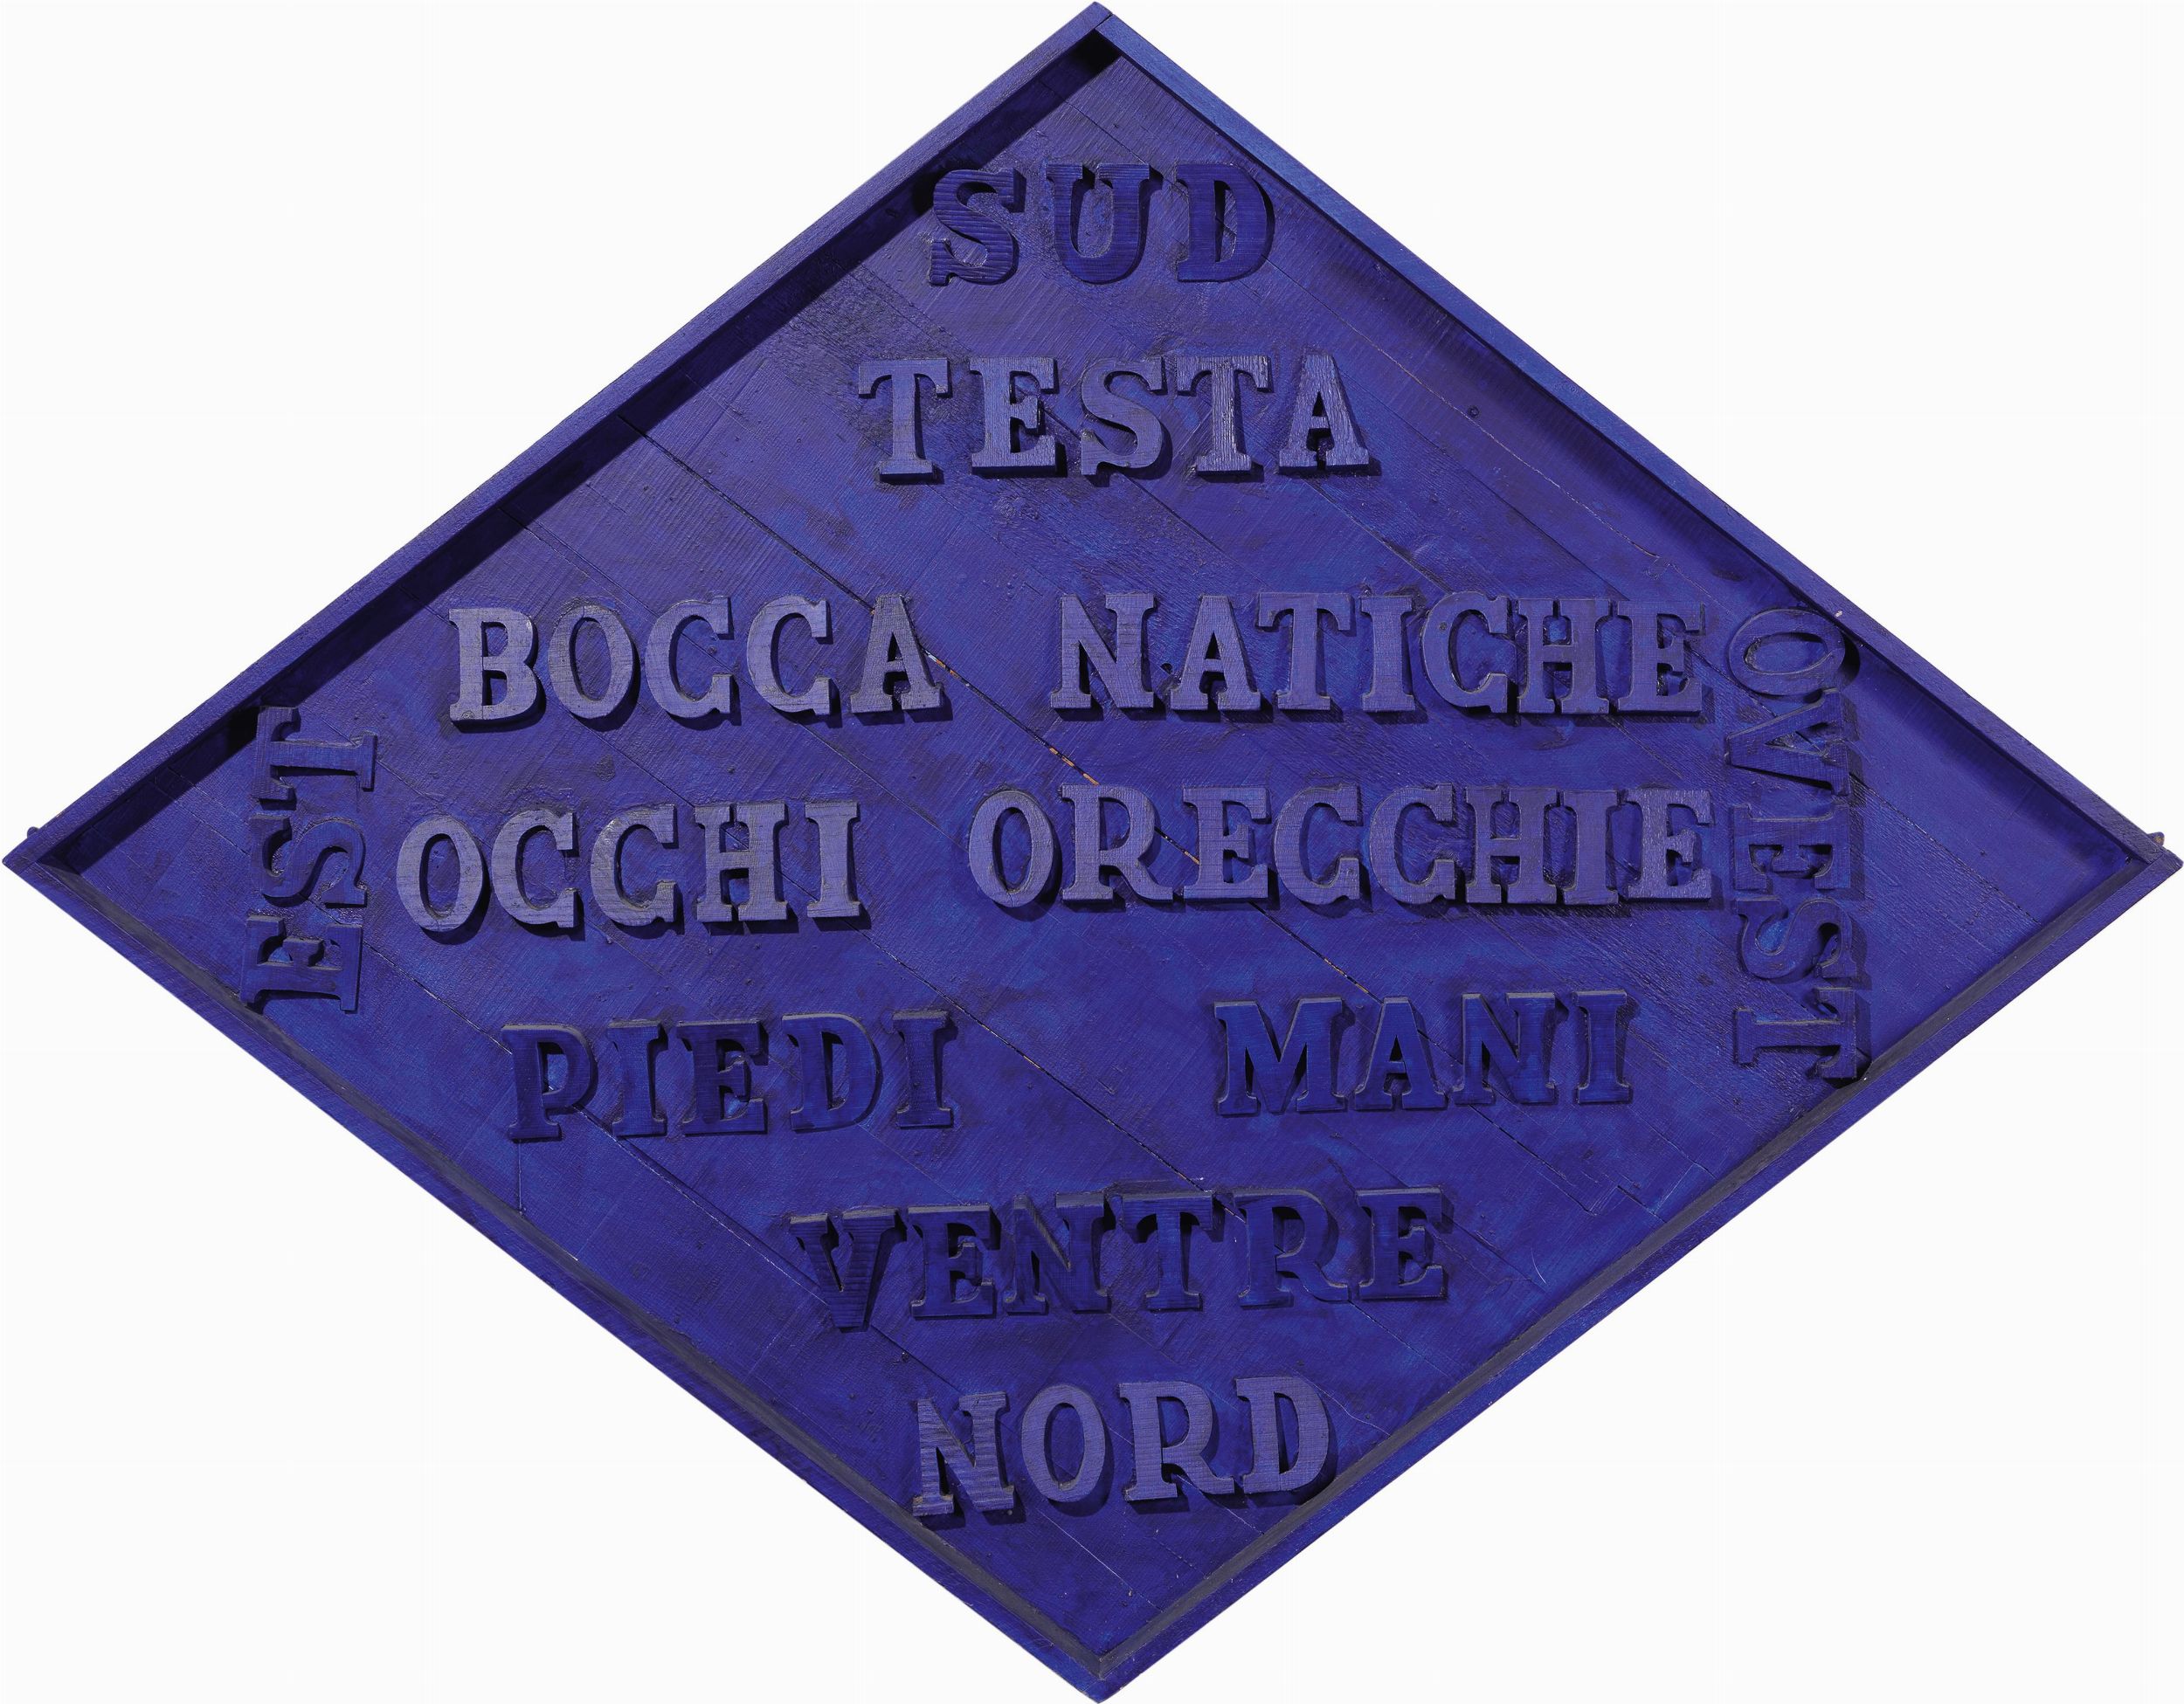 SUD
TESTA
BOCCA NATICHE
EST
OVEST
OCCHI ORECCHIE
PIEDI MANI
VENTRE
NORD